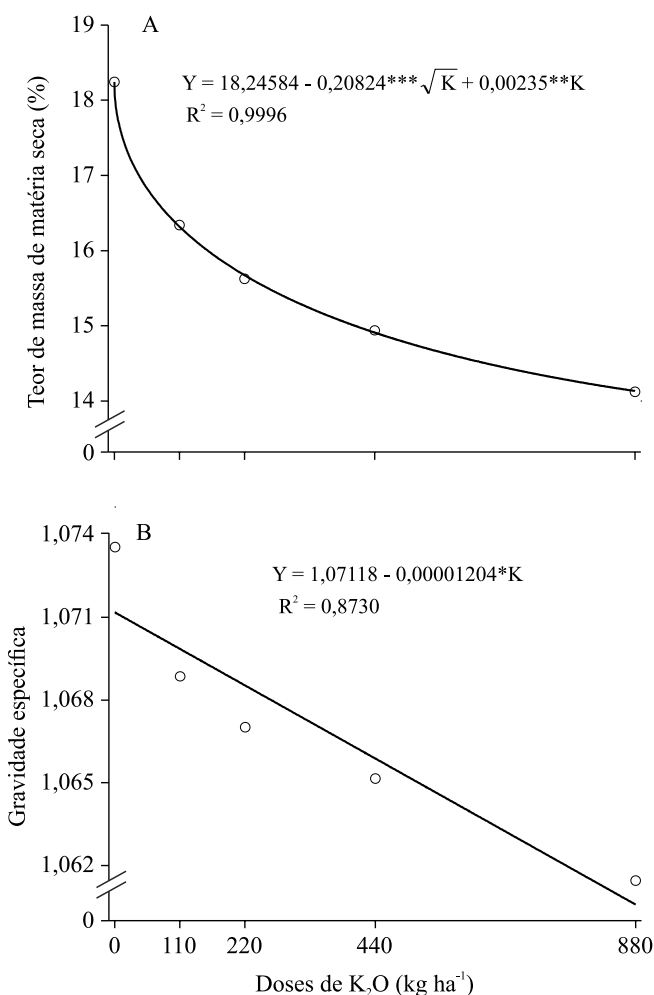 A
19
18
17
16
15
14
0
Teor de massa de matéria seca (%)
Y = 18,24584 - 0,20824*** √K + 0,00235**K
R² = 0,9996
B
1,074
1,071
1,068
1,065
1,062
0
Gravidade específica
Y = 1,07118 - 0,00001204*K
R² = 0,8730
0 110 220 440 880
Doses de K₂O (kg ha⁻¹)